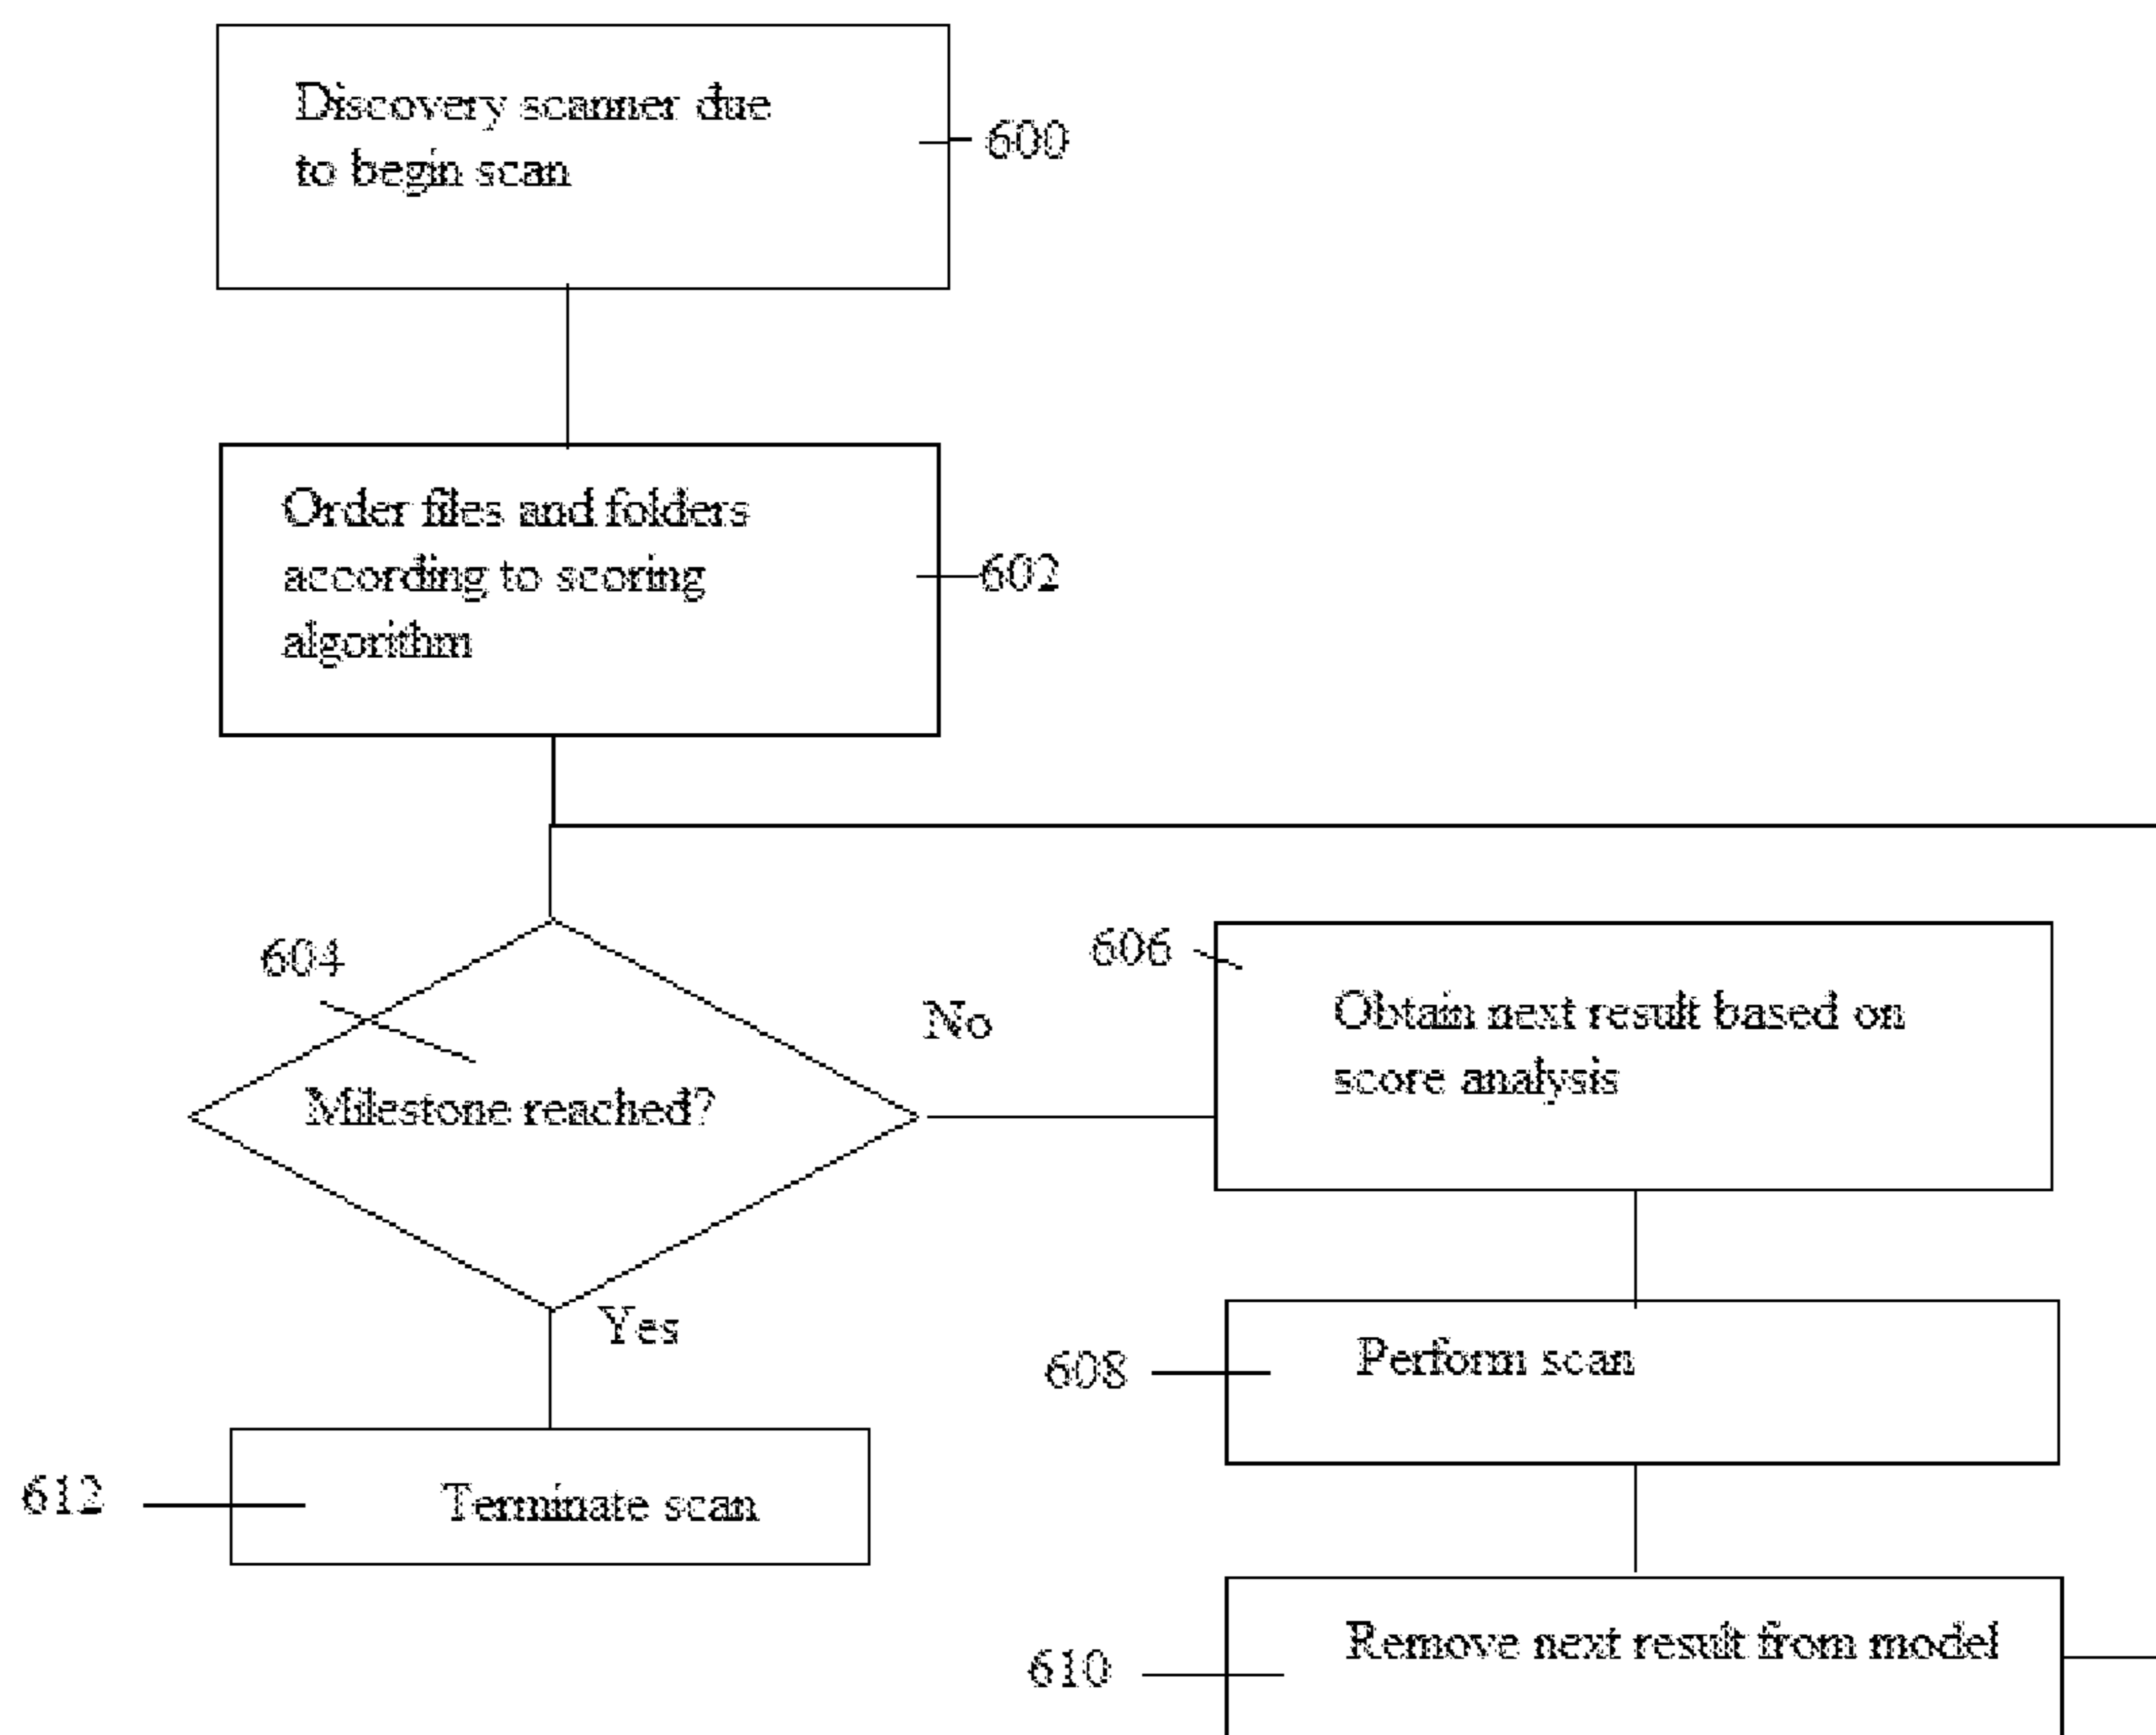 Discovery scanner due
to begin scan
600
Order files and folders
according to scoring
algorithm
602
604
Milestone reached?
No
606
Obtain next result based on
score analysis
Yes
608
Perform scan
612
Terminate scan
610
Remove next result from model